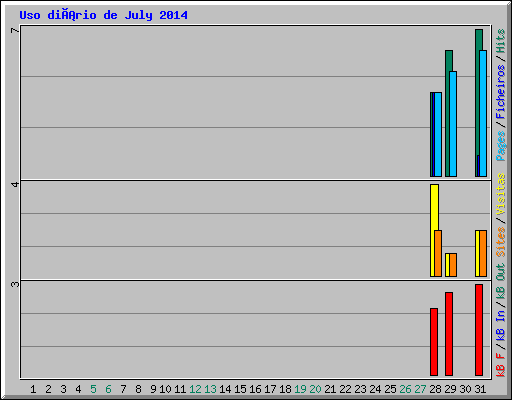 Uso diÃ¡rio de July 2014
7
4
3
Pages / Ficheiros / Hits
kB F / kB In / kB Out Sites / Visitas
1 2 3 4 5 6 7 8 9 10 11 12 13 14 15 16 17 18 19 20 21 22 23 24 25 26 27 28 29 30 31